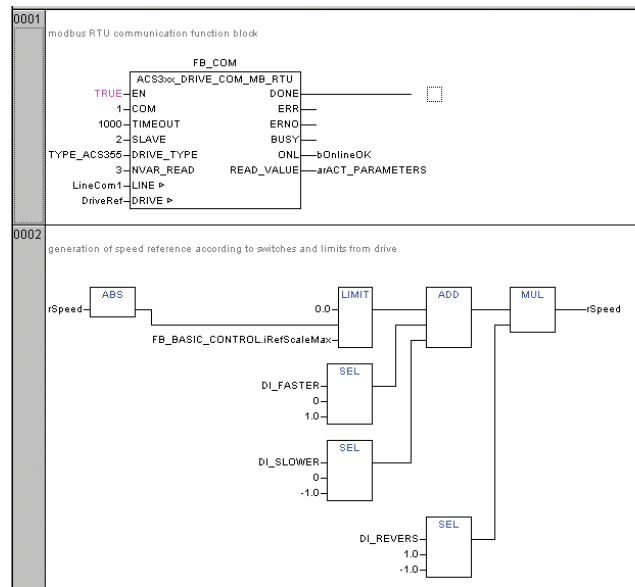 0001
modbus RTU communication function block
FB_COM
ACS3xx_DRIVE_COM_MB_RTU
TRUE EN DONE
1 COM ERR
1000 TIMEOUT ERNO
2 SLAVE BUSY
TYPE_ACS355 DRIVE_TYPE ONL bOnlineOK
3 NVAR_READ READ_VALUE arACT_PARAMETERS
LineCom1 LINE ▷
DriveRef DRIVE ▷
0002
generation of speed reference according to switches and limits from drive
ABS LIMIT ADD MUL
rSpeed 0.0 rSpeed
FB_BASIC_CONTROL.iRefScaleMax
SEL
DI_FASTER
0
1.0
SEL
DI_SLOWER
0
-1.0
SEL
DI_REVERS
1.0
-1.0